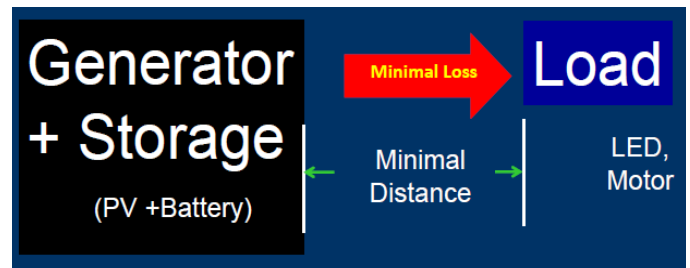 Generator
+ Storage
(PV +Battery)
Minimal Loss
Minimal
Distance
Load
LED,
Motor